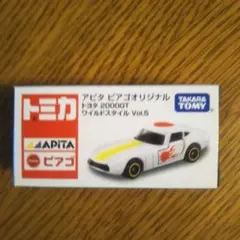 トミカ
APiTA
ピアゴ
アピタ ピアゴオリジナル
トヨタ 2000GT
ワイルドスタイル Vol.5
TAKARA
TOMY